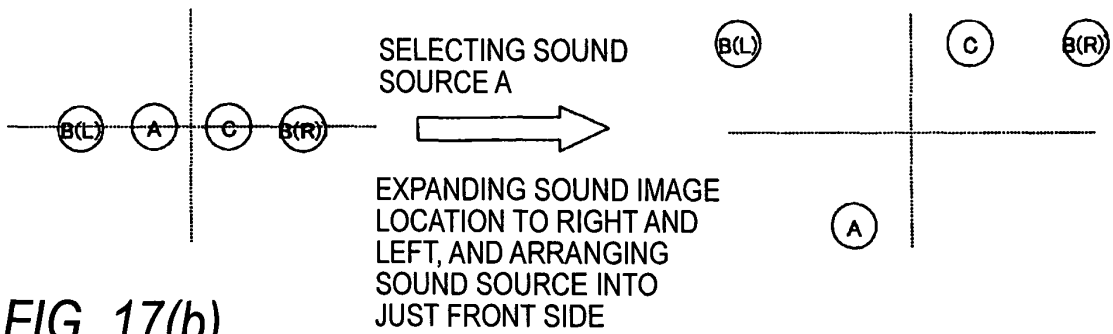 B(L) A C B(R))
SELECTING SOUND
SOURCE A
EXPANDING SOUND IMAGE
LOCATION TO RIGHT AND
LEFT, AND ARRANGING
SOUND SOURCE INTO
JUST FRONT SIDE
B(L) C B(R))
A
FIG. 17(b)